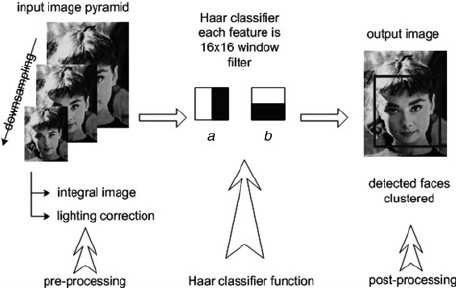 input image pyramid
downsampling
integral image
lighting correction
pre-processing
Haar classifier
each feature is
16x16 window
filter
a
b
Haar classifier function
output image
detected faces
clustered
post-processing